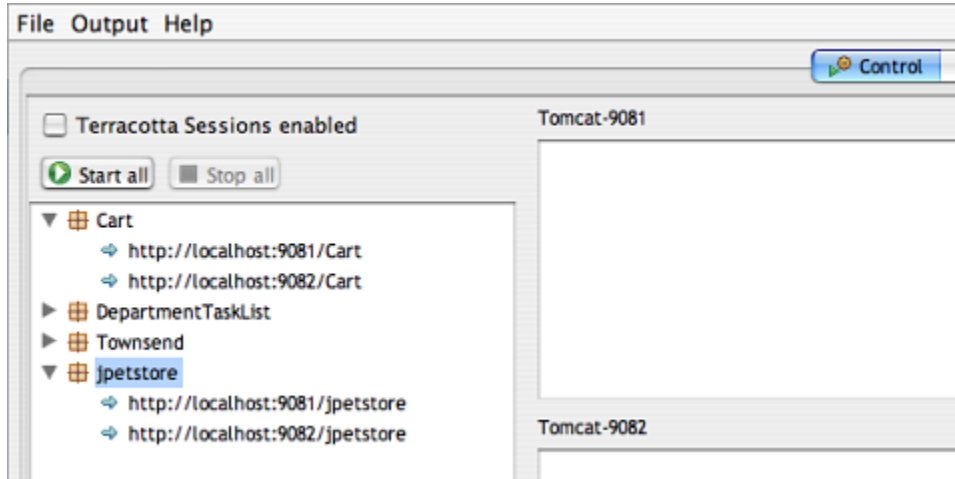 File Output Help
Control
Terracotta Sessions enabled
Start all Stop all
Cart
http://localhost:9081/Cart
http://localhost:9082/Cart
DepartmentTaskList
Townsend
jpetstore
http://localhost:9081/jpetstore
http://localhost:9082/jpetstore
Tomcat-9081
Tomcat-9082